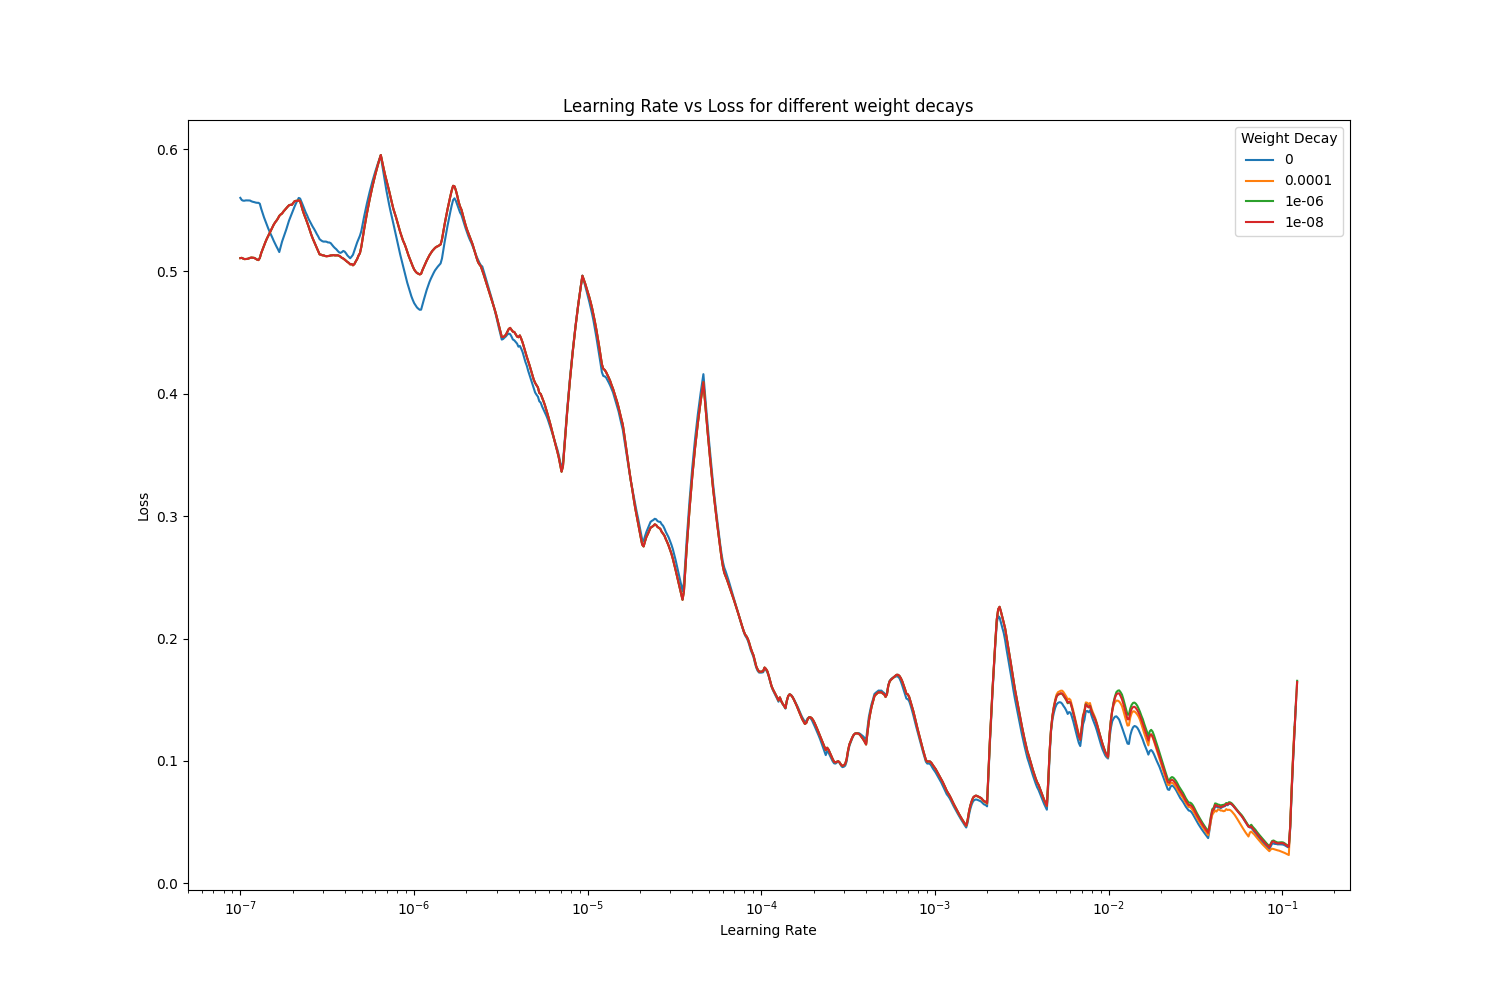 Learning Rate vs Loss for different weight decays
Weight Decay
0
0.0001
1e-06
1e-08
0.6
0.5
0.4
0.3
0.2
0.1
0.0
Loss
10⁻⁷ 10⁻⁶ 10⁻⁵ 10⁻⁴ 10⁻³ 10⁻² 10⁻¹
Learning Rate